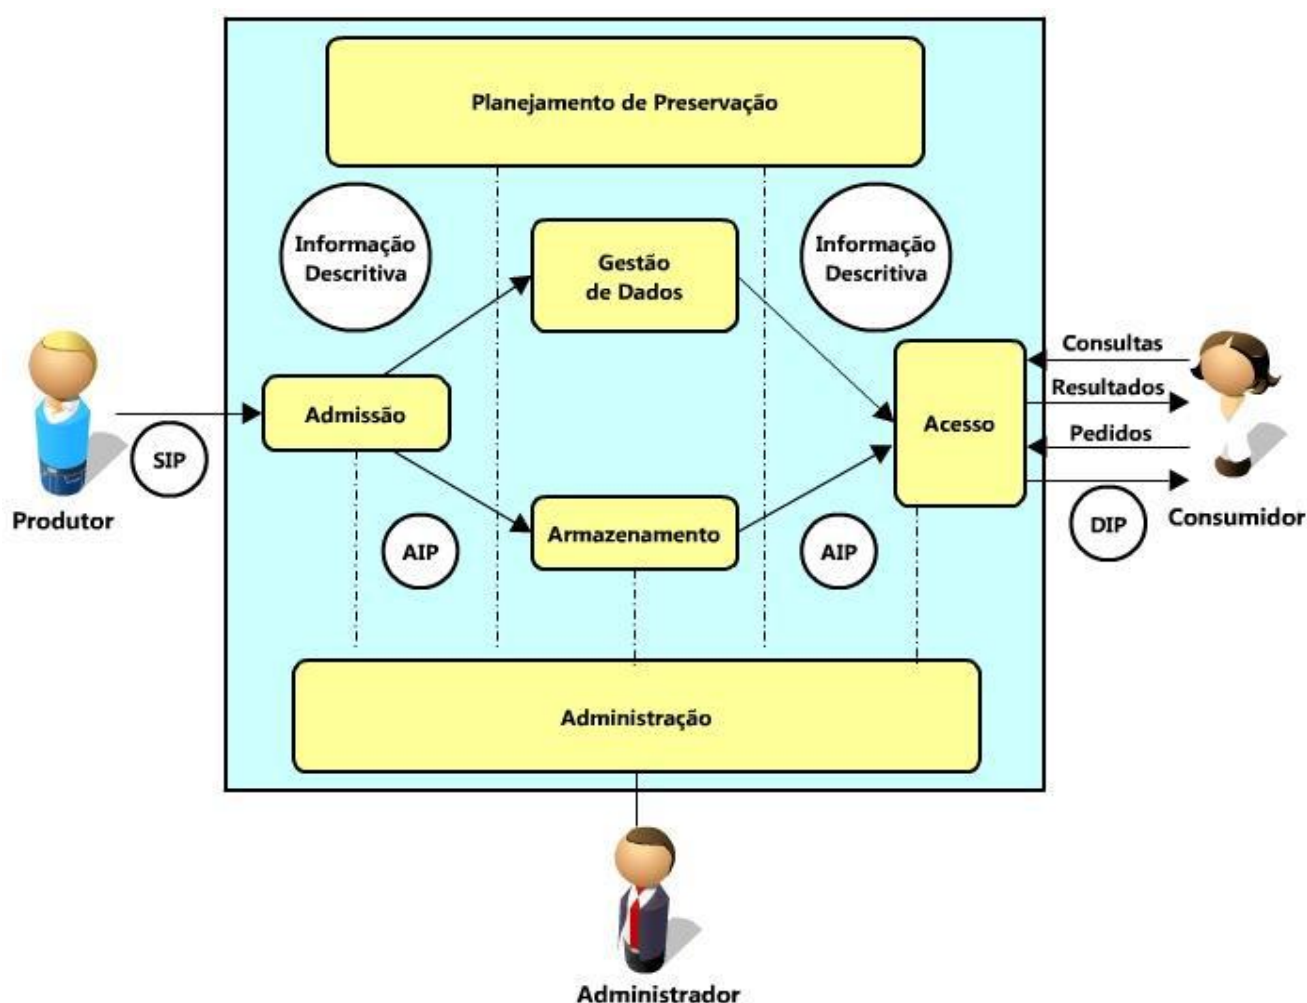 Planejamento de Preservação
Informação
Descritiva
Gestão
de Dados
Informação
Descritiva
Produtor
SIP
Admissão
AIP
Armazenamento
AIP
Acesso
Consultas
Resultados
Pedidos
DIP
Consumidor
Administração
Administrador